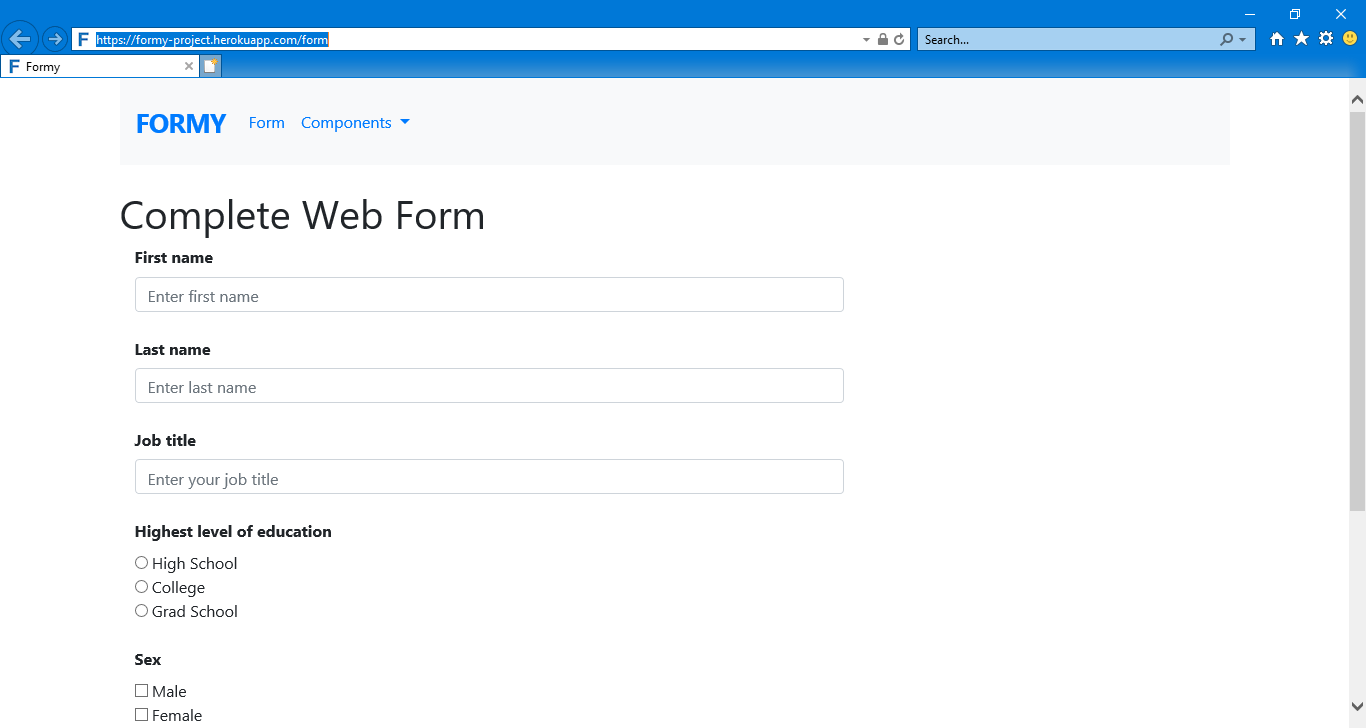 https://formy-project.herokuapp.com/form
Search...
Formy
FORMY Form Components
Complete Web Form
First name
Enter first name
Last name
Enter last name
Job title
Enter your job title
Highest level of education
High School
College
Grad School
Sex
Male
Female